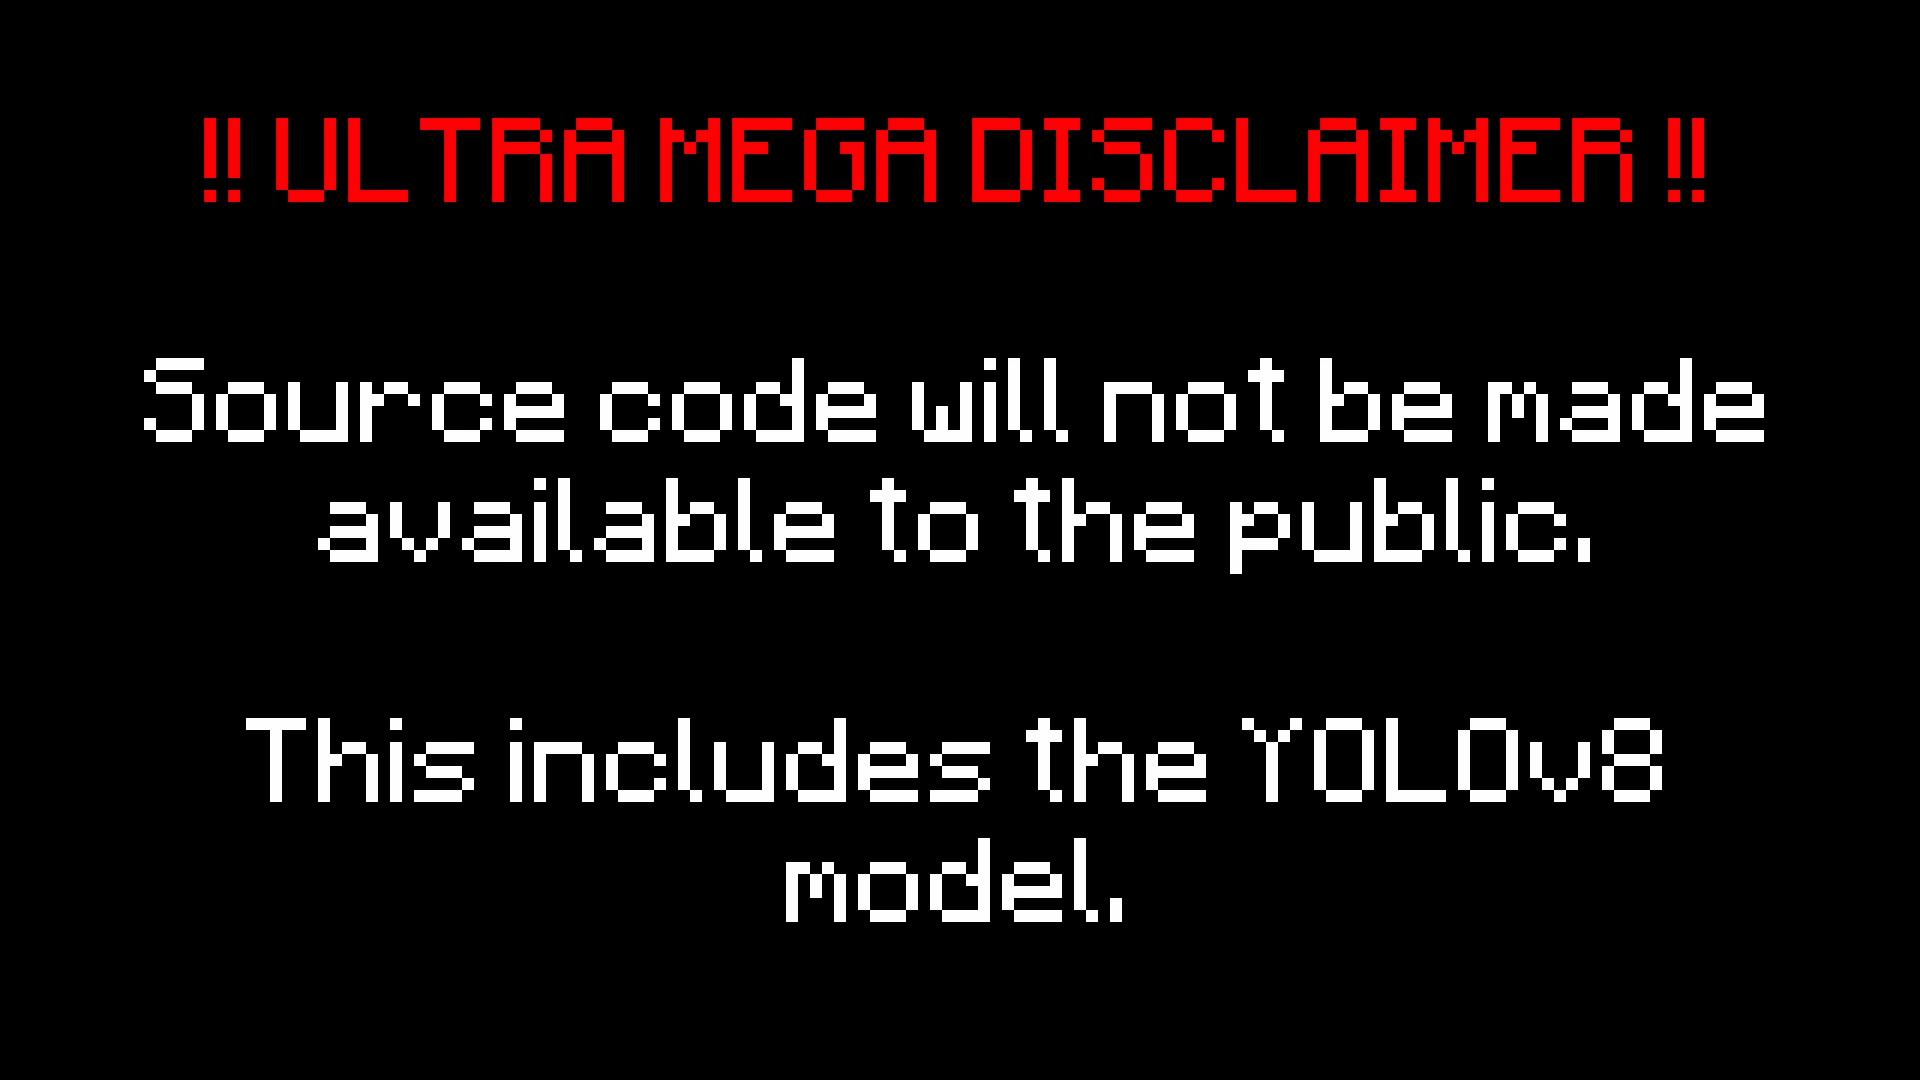 !! ULTRA MEGA DISCLAIMER !!
Source code will not be made
available to the public.
This includes the YOLOv8
model.